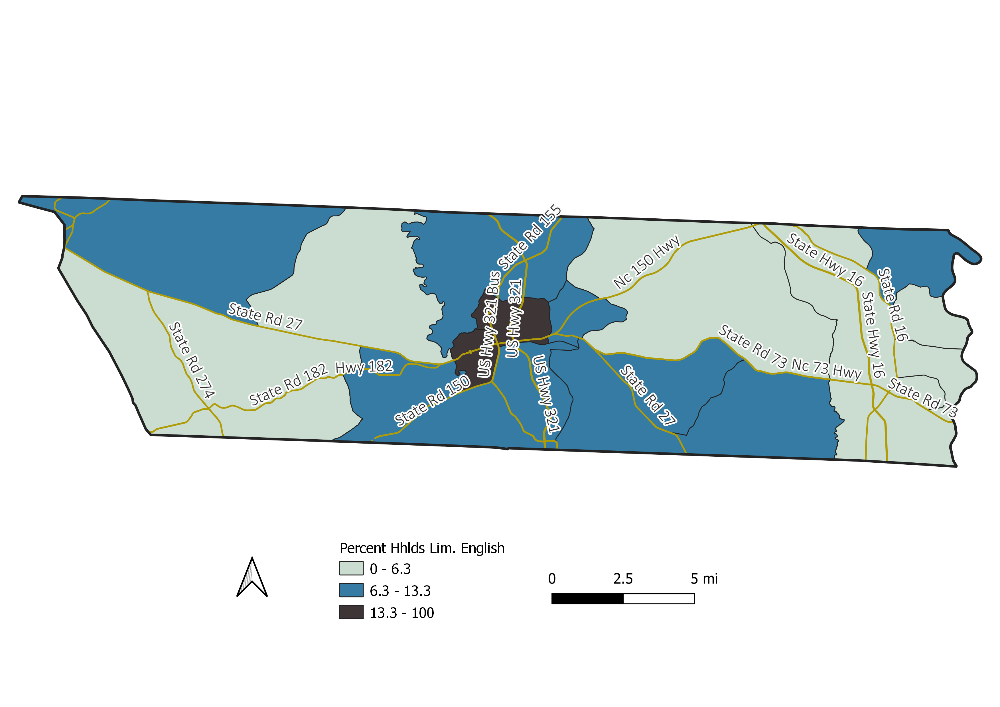 State Rd 155
State Hwy 16
Nc 150 Hwy
US Hwy 321 Bus
US Hwy 321
State Rd 16
State Hwy 16
State Rd 27
State Rd 274
State Rd 73 Nc 73 Hwy
State Rd 182 Hwy 182
State Rd 150
US Hwy 321
State Rd 27
State Rd 73
Percent Hhlds Lim. English
0 - 6.3
6.3 - 13.3
13.3 - 100
0 2.5 5 mi